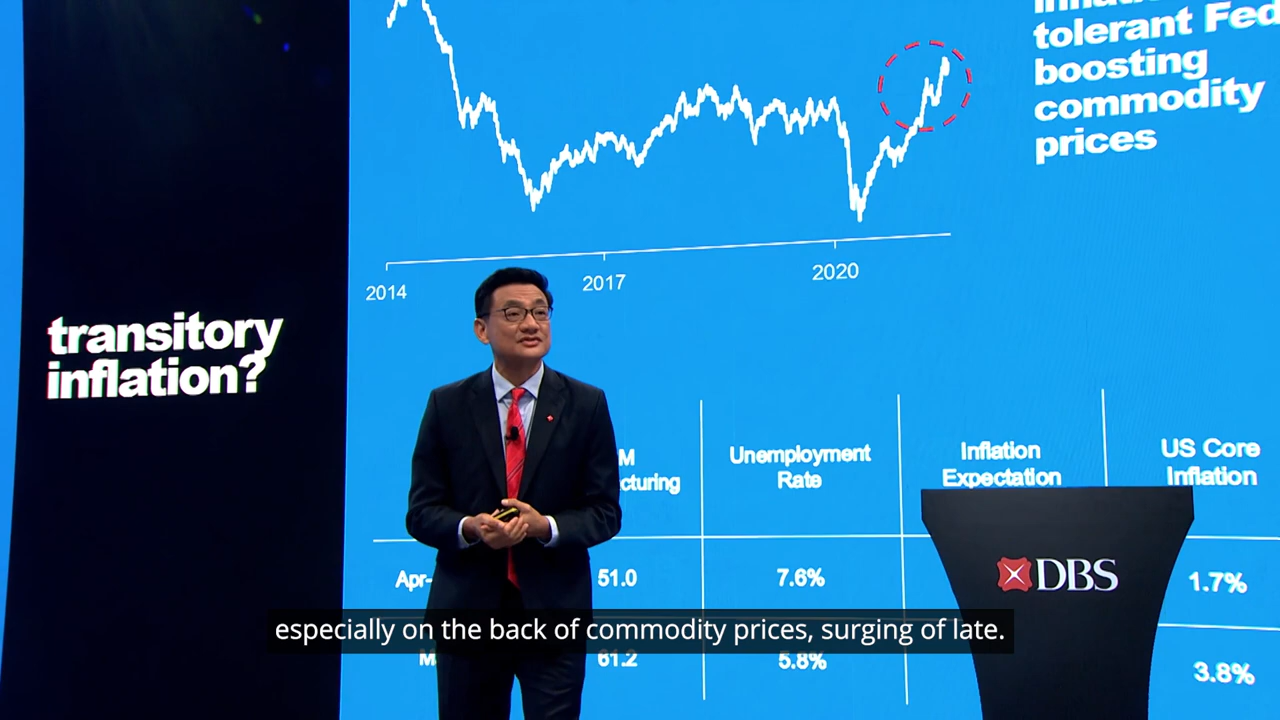 tolerant Fed
boosting
commodity
prices
2014
2017
2020
transitory
inflation?
Unemployment
Rate
Inflation
Expectation
US Core
Inflation
51.0
7.6%
1.7%
DBS
especially on the back of commodity prices, surging of late.
61.2
5.8%
3.8%